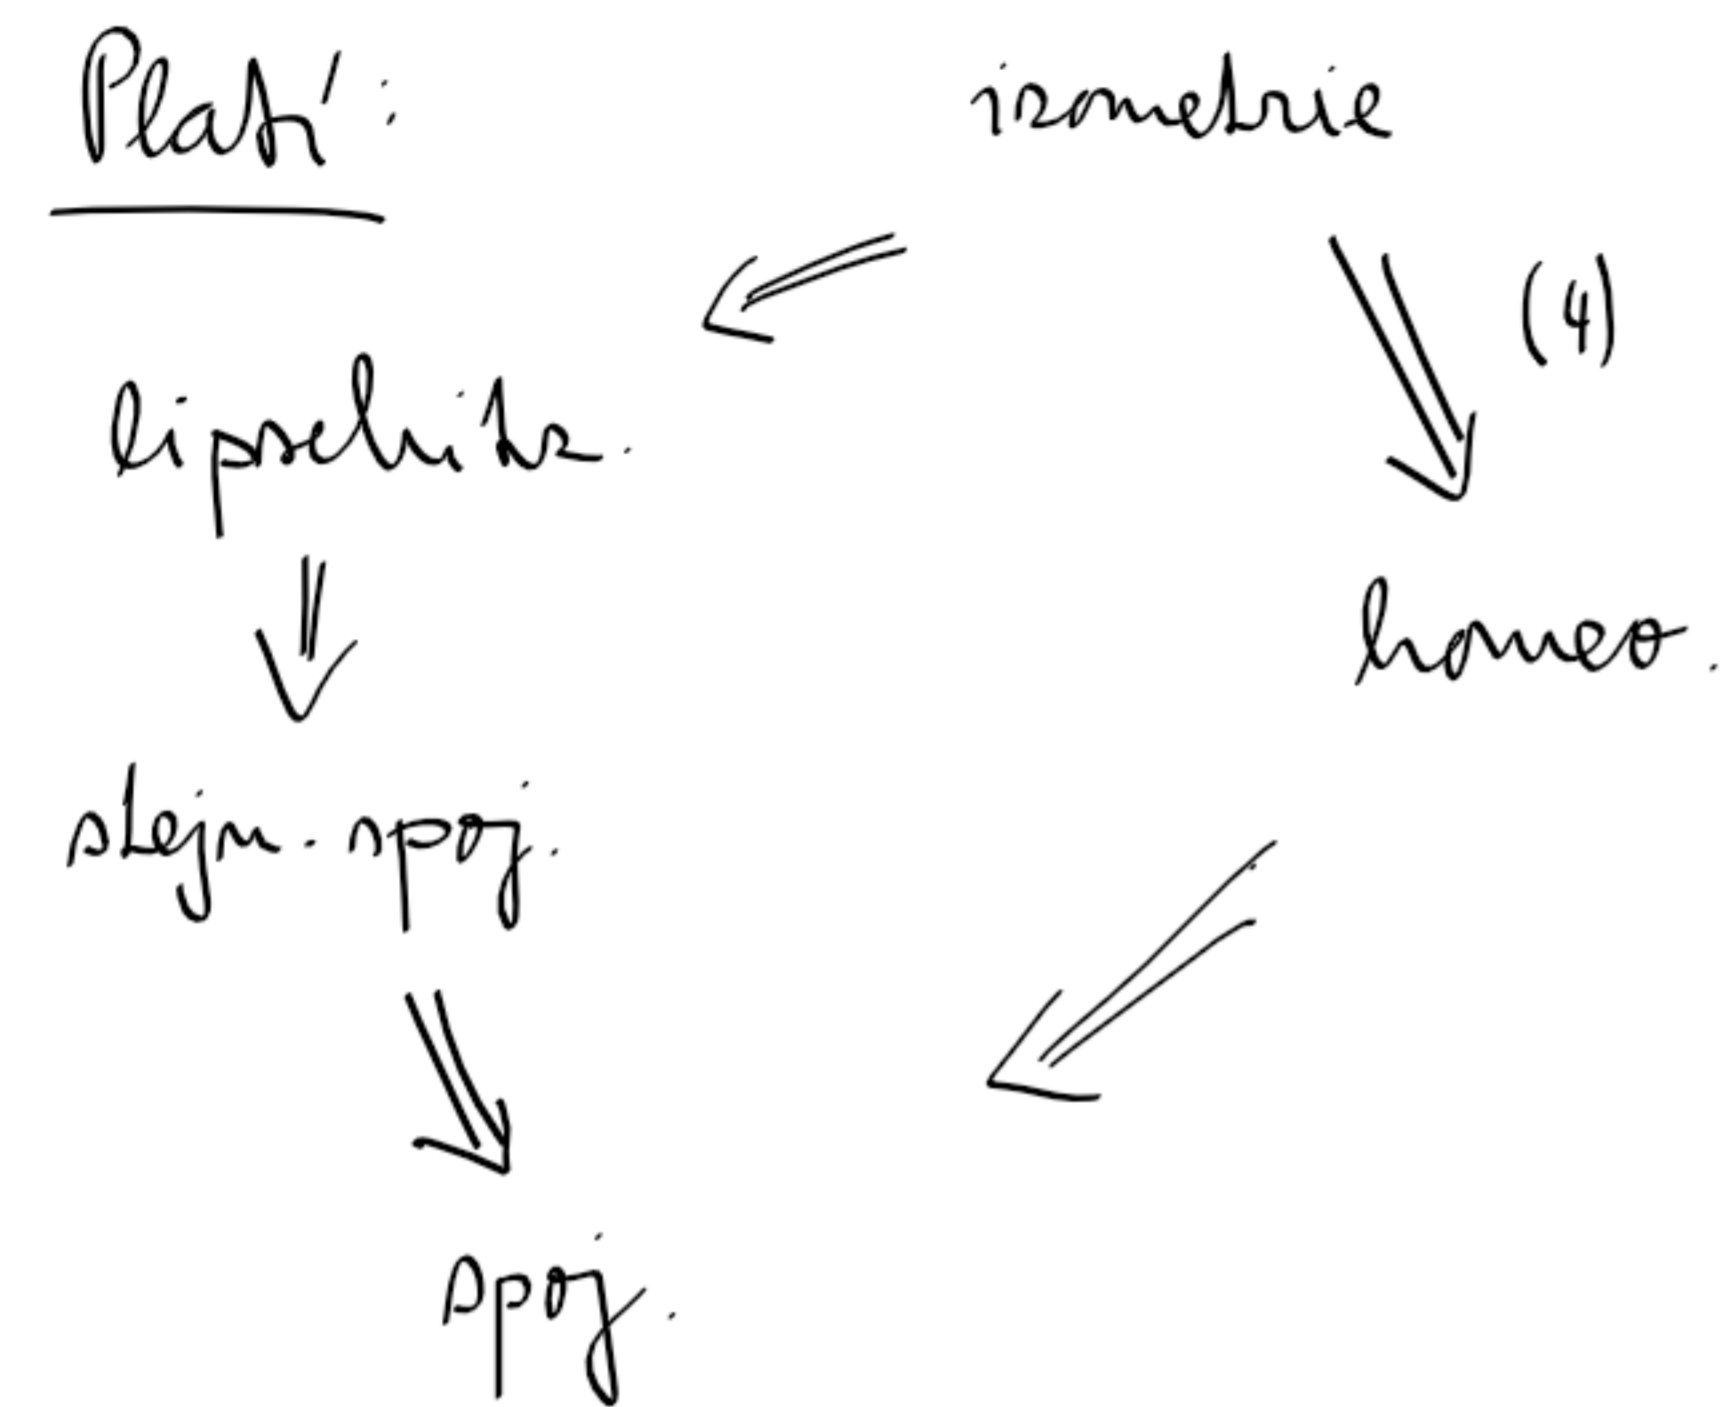 Platí:
izometrie
(4)
lipschitz.
homeo.
stejn. spoj.
spoj.